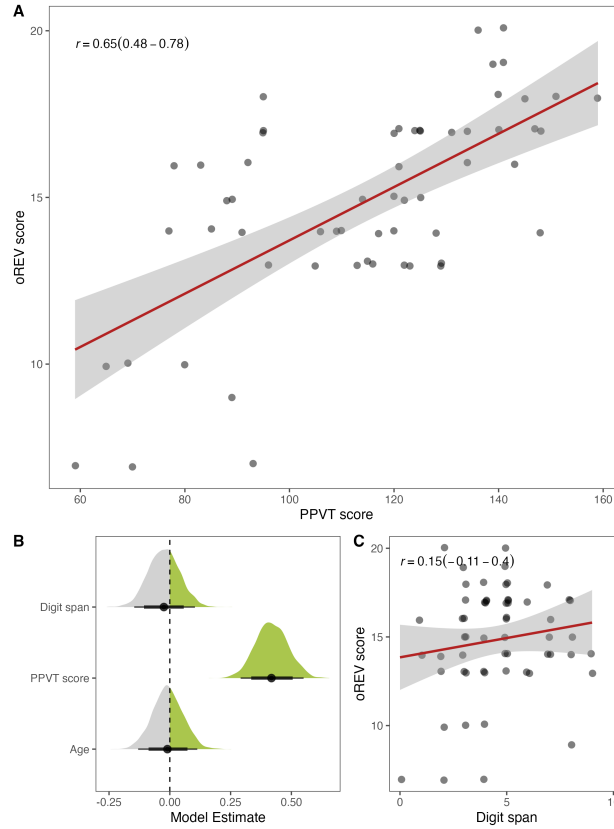 A
20
r = 0.65(0.48 − 0.78)
15
oREV score
10
60 80 100 120 140 160
PPVT score
B
Digit span
PPVT score
Age
-0.25 0.00 0.25 0.50
Model Estimate
C
20
r = 0.15(−0.11 − 0.4)
15
oREV score
10
0 5 1
Digit span